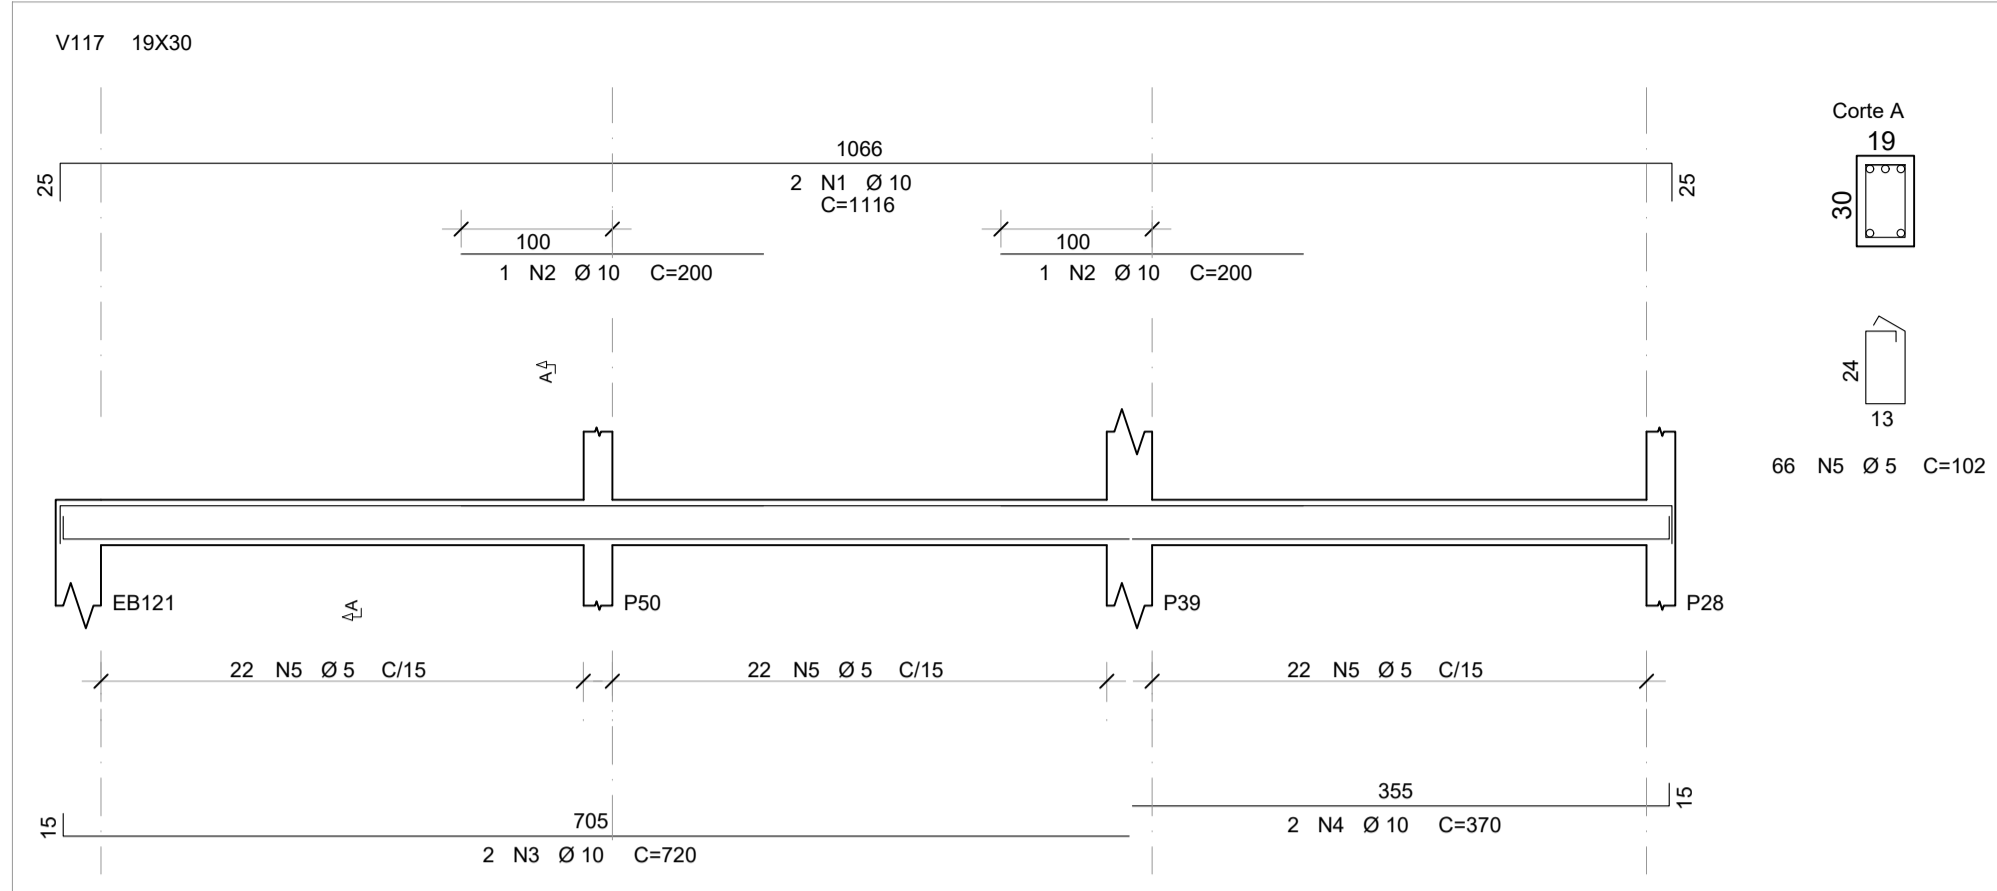 V117 19X30
Corte A
19
30
1066
25
25
2 N1 Ø 10
C=1116
100
1 N2 Ø 10 C=200
100
1 N2 Ø 10 C=200
24
13
66 N5 Ø 5 C=102
A
A
EB121
P50
P39
P28
22 N5 Ø 5 C/15
22 N5 Ø 5 C/15
22 N5 Ø 5 C/15
355
15
2 N4 Ø 10 C=370
15
705
2 N3 Ø 10 C=720